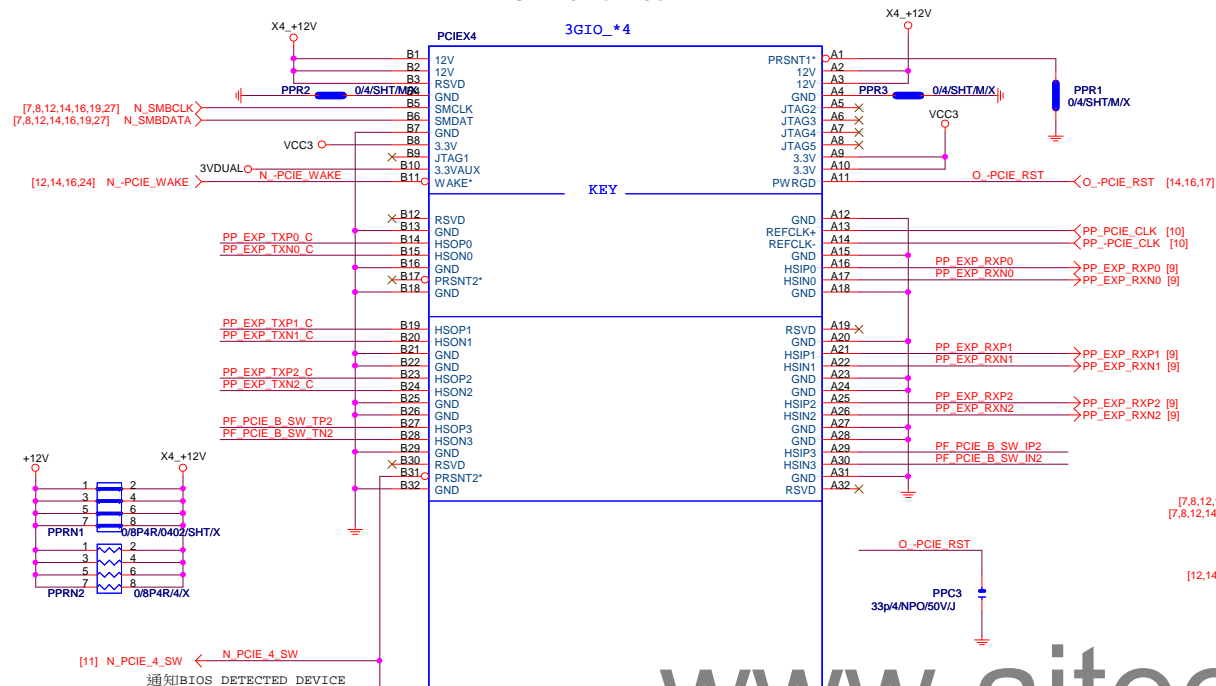 X4_+12V
3GIO_*4
X4_+12V
PCIEX4
B1 12V
B2 12V
B3 RSVD
PPR2 0/4/SHT/M/X
B4 GND
[7,8,12,14,16,19,27] N_SMBCLK B5 SMCLK
[7,8,12,14,16,19,27] N_SMBDATA B6 SMDAT
B7 GND
VCC3 B8 3.3V
B9 JTAG1
3VDUAL B10 3.3VAUX
[12,14,16,24] N_-PCIE_WAKE N_-PCIE_WAKE B11 WAKE*
KEY
B12 RSVD
B13 GND
PP_EXP_TXP0_C B14 HSOP0
PP_EXP_TXN0_C B15 HSON0
B16 GND
B17 PRSNT2*
B18 GND
PP_EXP_TXP1_C B19 HSOP1
PP_EXP_TXN1_C B20 HSON1
B21 GND
B22 GND
PP_EXP_TXP2_C B23 HSOP2
PP_EXP_TXN2_C B24 HSON2
B25 GND
B26 GND
PF_PCIE_B_SW_TP2 B27 HSOP3
PF_PCIE_B_SW_TN2 B28 HSON3
B29 GND
B30 RSVD
B31 PRSNT2*
B32 GND
PRSNT1* A1
12V A2
12V A3
GND A4
PPR3 0/4/SHT/M/X
PPR1
0/4/SHT/M/X
JTAG2 A5
JTAG3 A6
JTAG4 A7
JTAG5 A8
VCC3
3.3V A9
3.3V A10
PWRGD A11 O_-PCIE_RST O_-PCIE_RST [14,16,17]
GND A12
REFCLK+ A13 PP_PCIE_CLK [10]
REFCLK- A14 PP_-PCIE_CLK [10]
GND A15
HSIP0 A16 PP_EXP_RXP0 PP_EXP_RXP0 [9]
HSIN0 A17 PP_EXP_RXN0 PP_EXP_RXN0 [9]
GND A18
RSVD A19
GND A20
HSIP1 A21 PP_EXP_RXP1 PP_EXP_RXP1 [9]
HSIN1 A22 PP_EXP_RXN1 PP_EXP_RXN1 [9]
GND A23
GND A24
HSIP2 A25 PP_EXP_RXP2 PP_EXP_RXP2 [9]
HSIN2 A26 PP_EXP_RXN2 PP_EXP_RXN2 [9]
GND A27
GND A28
HSIP3 A29 PF_PCIE_B_SW_IP2
HSIN3 A30 PF_PCIE_B_SW_IN2
GND A31
RSVD A32
+12V X4_+12V
1 2
3 4
5 6
7 8
PPRN1 0/8P4R/0402/SHT/X
1 2
3 4
5 6
7 8
PPRN2 0/8P4R/4/X
[7,8,12,
[7,8,12,14
[12,14
O_-PCIE_RST
PPC3
33p/4/NPO/50V/J
[11] N_PCIE_4_SW N_PCIE_4_SW
通知BIOS DETECTED DEVICE